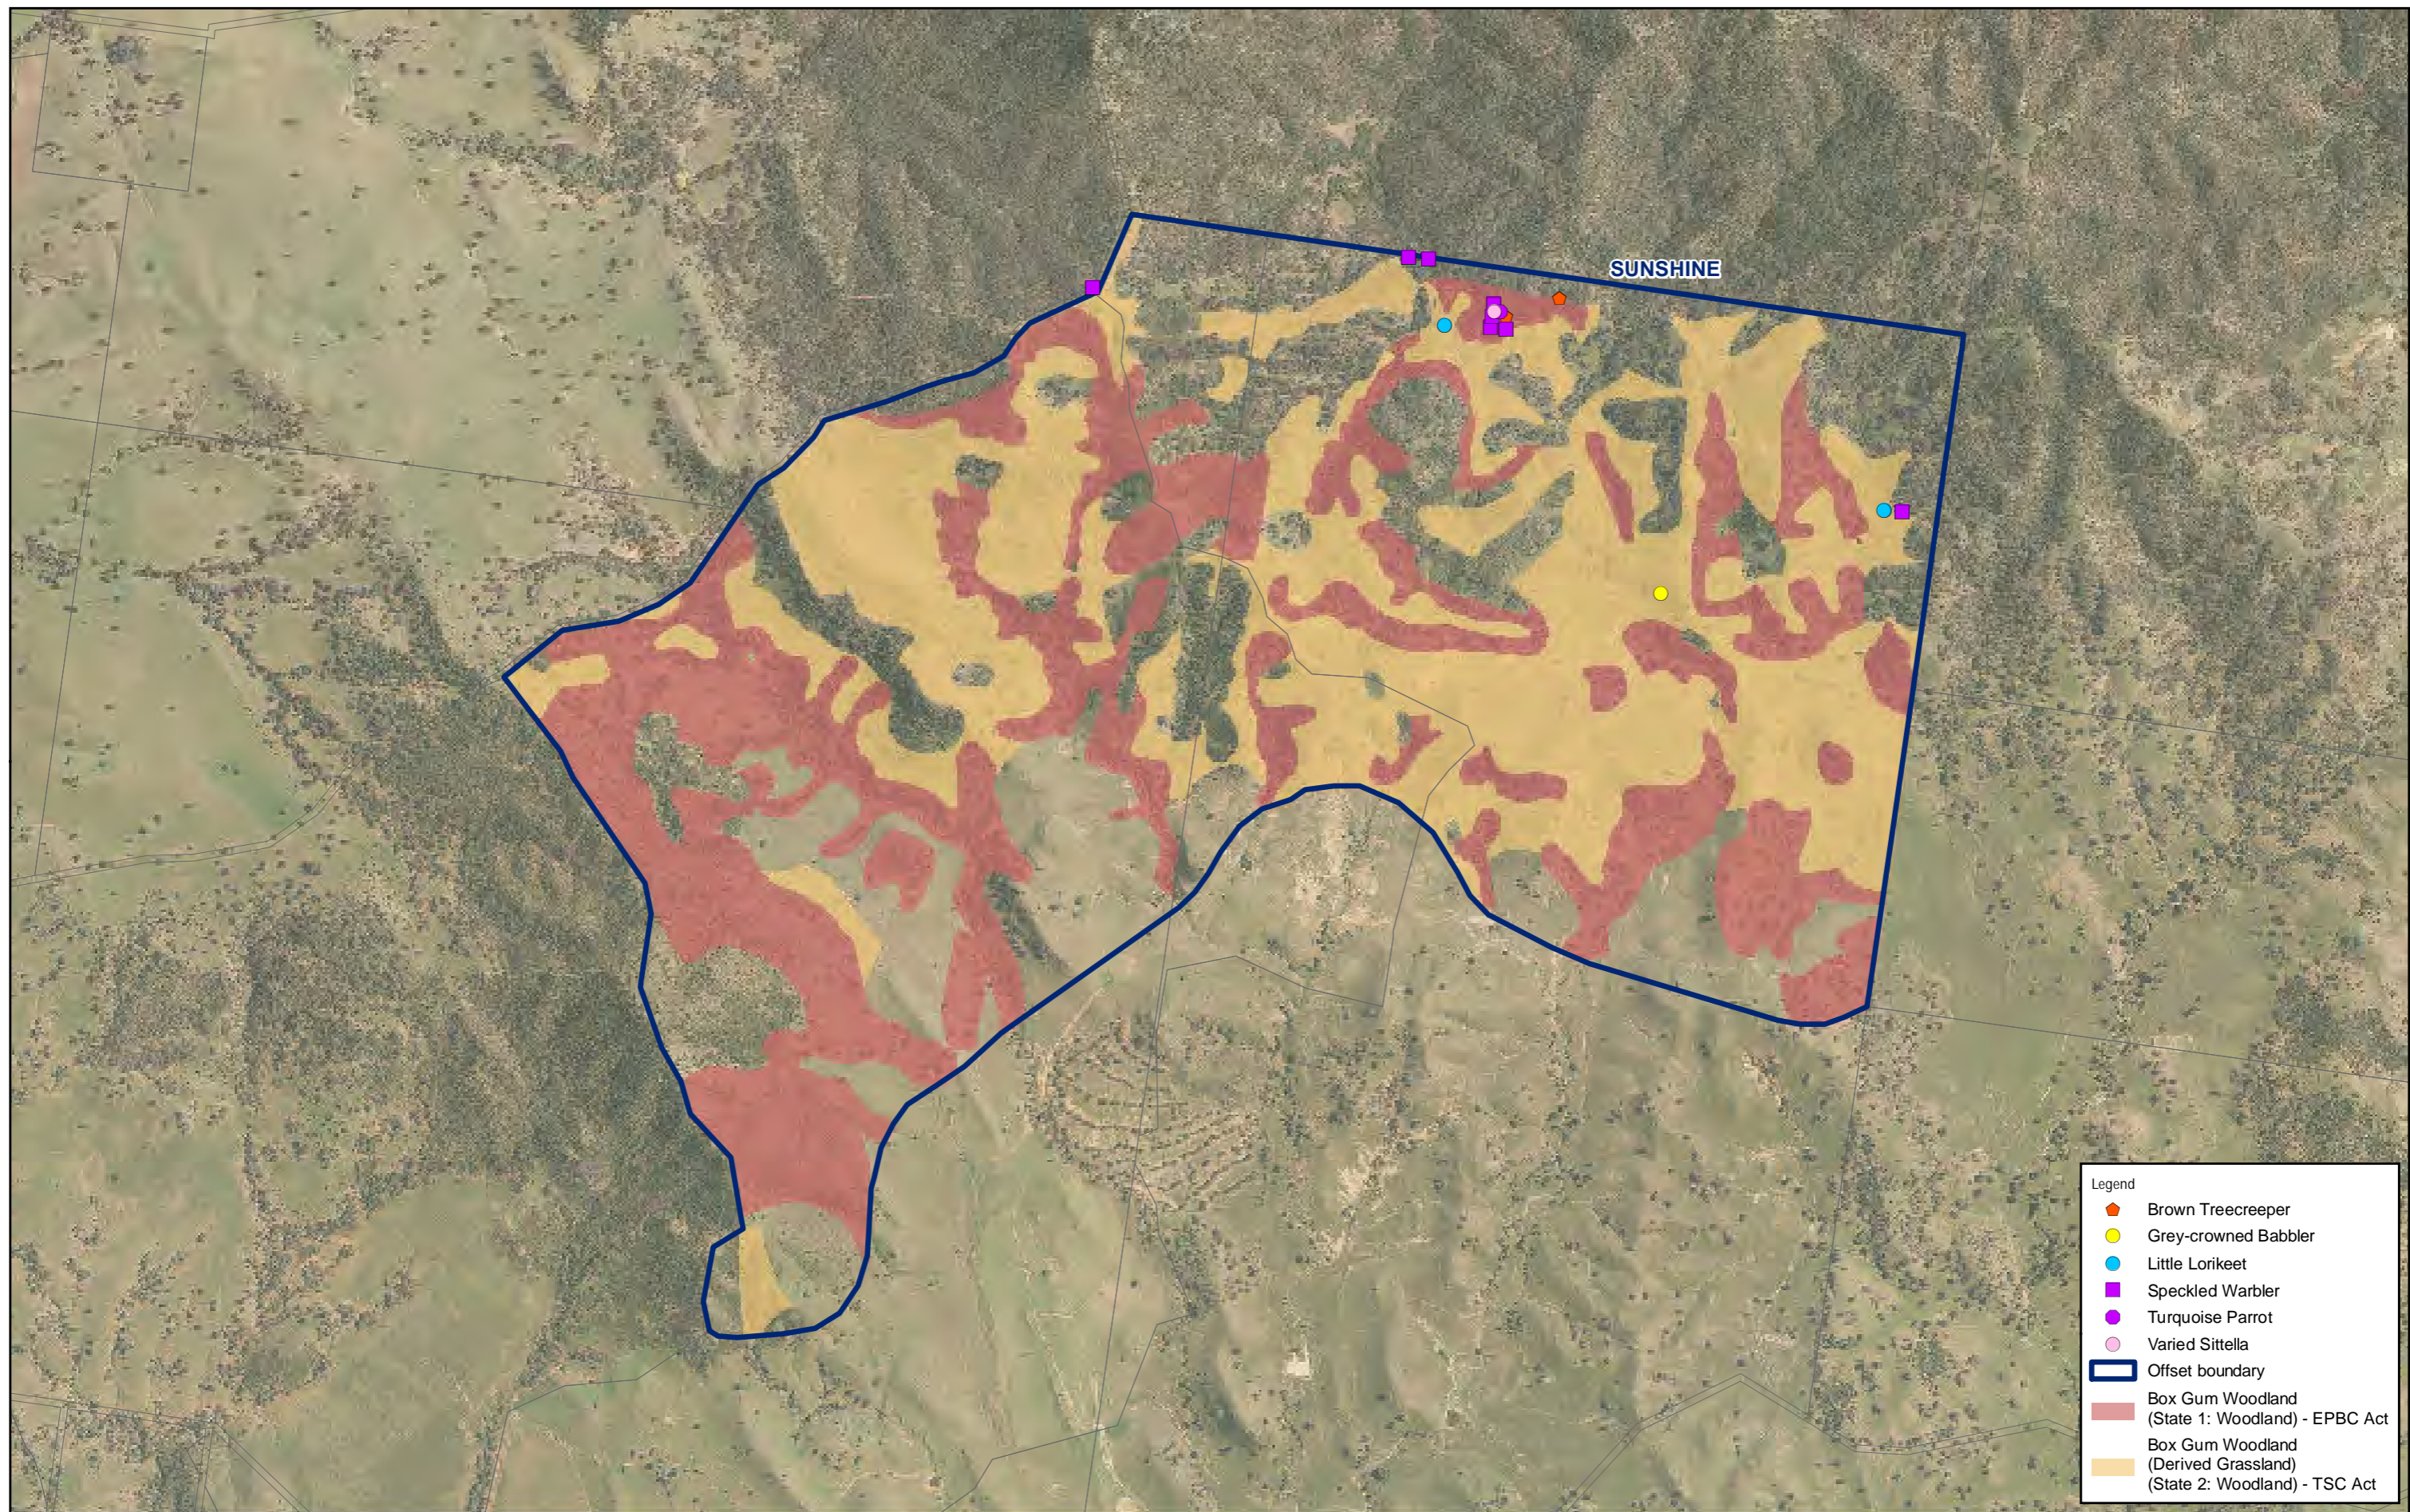 SUNSHINE
Legend
Brown Treecreeper
Grey-crowned Babbler
Little Lorikeet
Speckled Warbler
Turquoise Parrot
Varied Sittella
Offset boundary
Box Gum Woodland
(State 1: Woodland) - EPBC Act
Box Gum Woodland
(Derived Grassland)
(State 2: Woodland) - TSC Act